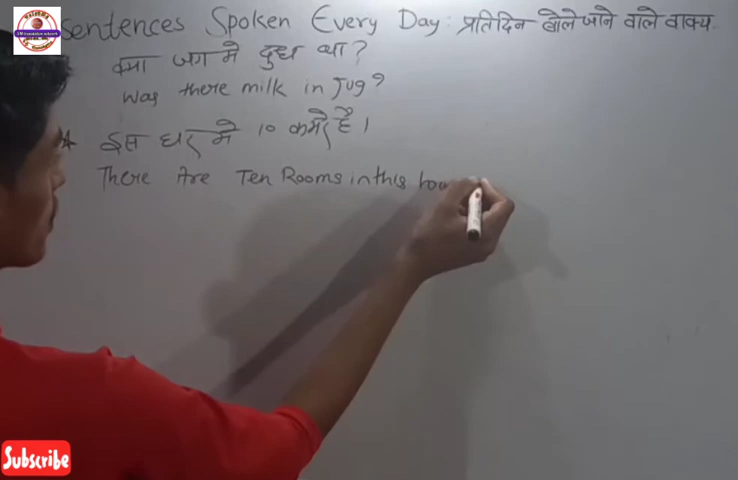 Sentences Spoken Every Day: प्रतिदिन बोले जाने वाले वाक्य
क्या जग मे दुध था?
Was there milk in Jug?
* इस घर मे 10 कमरे है।
There Are Ten Rooms in this hou
Subscribe